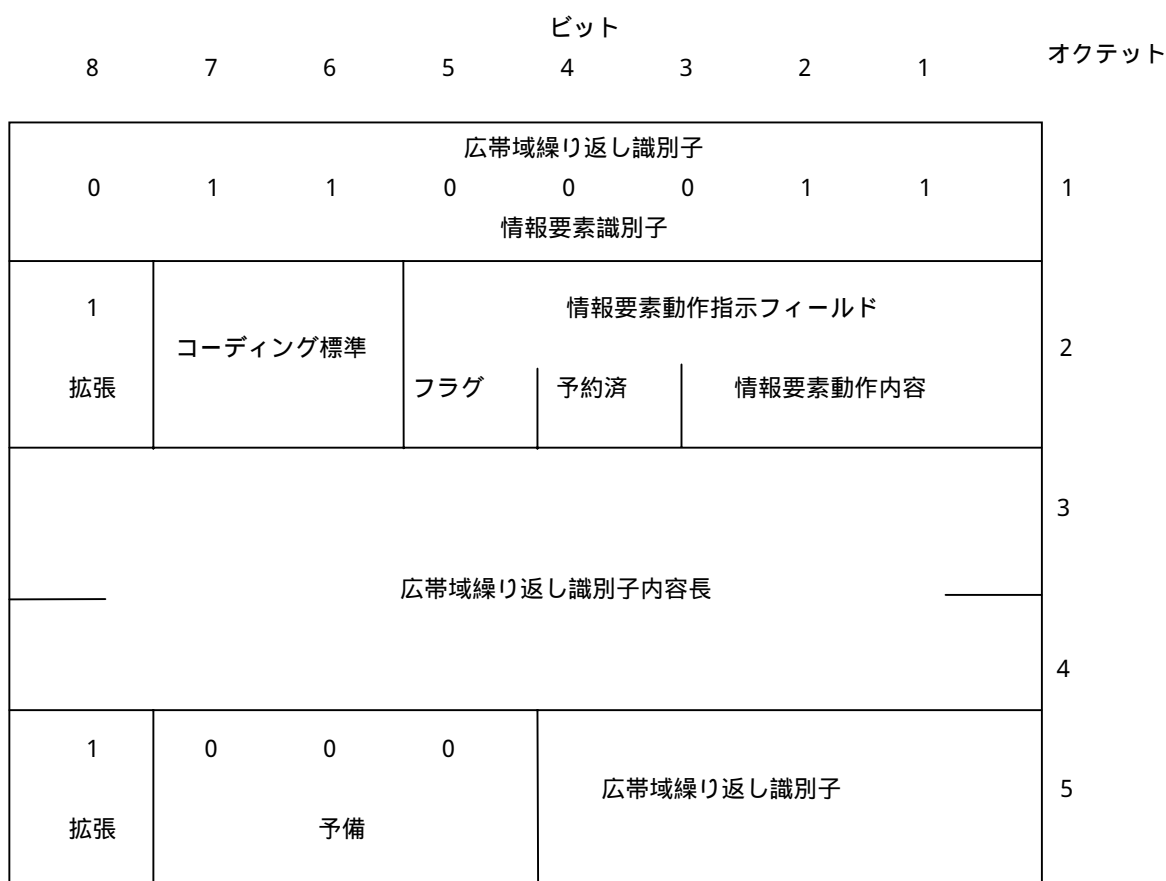 ビット
8 7 6 5 4 3 2 1 オクテット
広帯域繰り返し識別子
0 1 1 0 0 0 1 1 1
情報要素識別子
1 情報要素動作指示フィールド
コーディング標準 2
拡張 フラグ 予約済 情報要素動作内容
3
広帯域繰り返し識別子内容長
4
1 0 0 0
広帯域繰り返し識別子 5
拡張 予備